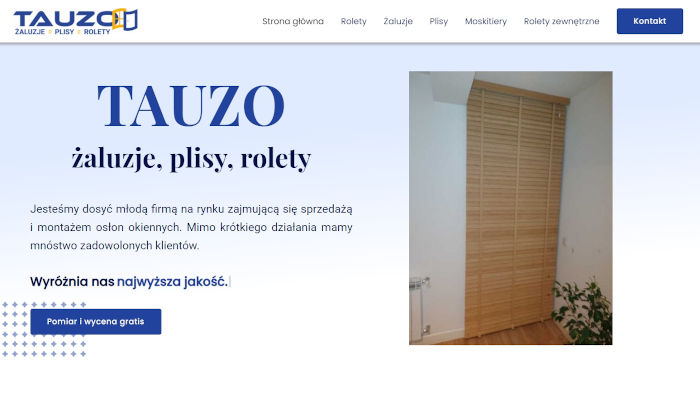 TAUZO
ŻALUZJE PLISY ROLETY
Strona główna Rolety Żaluzje Plisy Moskitiery Rolety zewnętrzne Kontakt
TAUZO
żaluzje, plisy, rolety
Jesteśmy dosyć młodą firmą na rynku zajmującą się sprzedażą
i montażem osłon okiennych. Mimo krótkiego działania mamy
mnóstwo zadowolonych klientów.
Wyróżnia nas najwyższa jakość.
Pomiar i wycena gratis